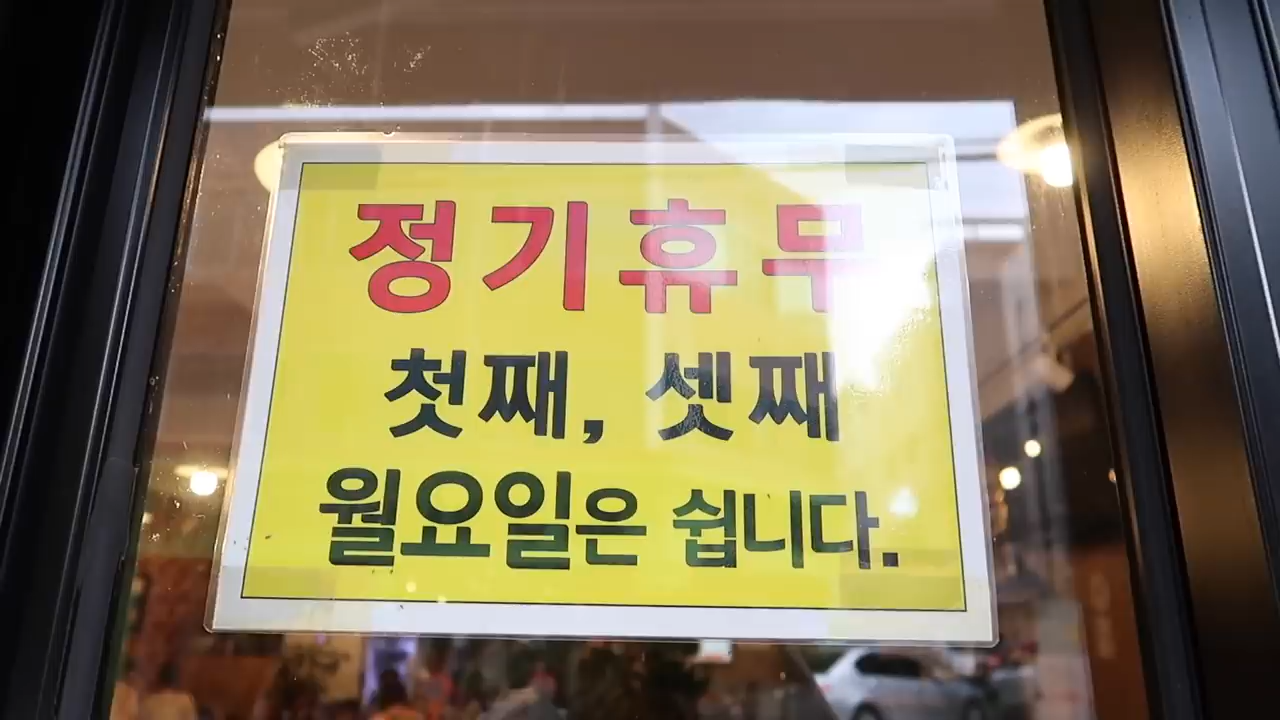 정기휴무
첫째, 셋째
월요일은 쉽니다.